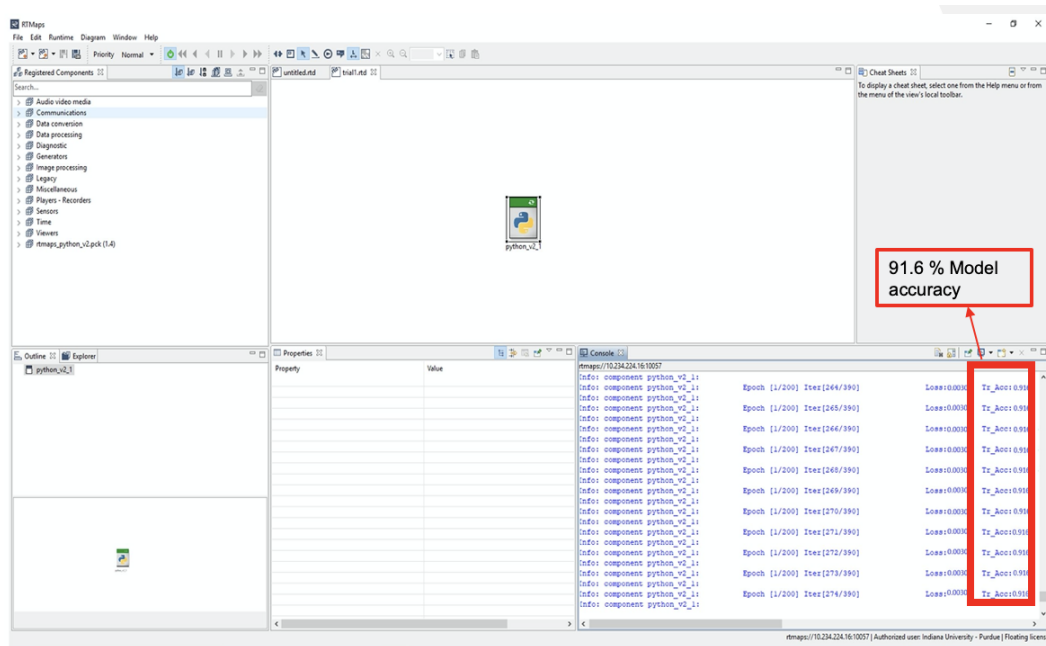 RTMaps
File Edit Runtime Diagram Window Help
Priority Normal
Registered Components
untitled.rtd
trial1.rtd
Cheat Sheets
Search...
To display a cheat sheet, select one from the Help menu or from
the menu of the view's local toolbar.
Audio video media
Communications
Data conversion
Data processing
Diagnostic
Generators
Image processing
Legacy
Miscellaneous
Players - Recorders
Sensors
Time
Viewers
rtmaps_python_v2.pck (1.4)
python_v2_1
91.6 % Model
accuracy
Outline Explorer
python_v2_1
Properties
Property Value
Console
rtmaps://10.234.224.16:10057
Info: component python_v2_1:
Info: component python_v2_1: Epoch [1/200] Iter[264/390] Loss:0.0030 Tr_Acc:0.916
Info: component python_v2_1:
Info: component python_v2_1: Epoch [1/200] Iter[265/390] Loss:0.0030 Tr_Acc:0.916
Info: component python_v2_1:
Info: component python_v2_1: Epoch [1/200] Iter[266/390] Loss:0.0030 Tr_Acc:0.916
Info: component python_v2_1:
Info: component python_v2_1: Epoch [1/200] Iter[267/390] Loss:0.0030 Tr_Acc:0.916
Info: component python_v2_1:
Info: component python_v2_1: Epoch [1/200] Iter[268/390] Loss:0.0030 Tr_Acc:0.916
Info: component python_v2_1:
Info: component python_v2_1: Epoch [1/200] Iter[269/390] Loss:0.0030 Tr_Acc:0.916
Info: component python_v2_1:
Info: component python_v2_1: Epoch [1/200] Iter[270/390] Loss:0.0030 Tr_Acc:0.916
Info: component python_v2_1:
Info: component python_v2_1: Epoch [1/200] Iter[271/390] Loss:0.0030 Tr_Acc:0.916
Info: component python_v2_1:
Info: component python_v2_1: Epoch [1/200] Iter[272/390] Loss:0.0030 Tr_Acc:0.916
Info: component python_v2_1:
Info: component python_v2_1: Epoch [1/200] Iter[273/390] Loss:0.0030 Tr_Acc:0.916
Info: component python_v2_1:
Info: component python_v2_1: Epoch [1/200] Iter[274/390] Loss:0.0030 Tr_Acc:0.916
Info: component python_v2_1:
rtmaps://10.234.224.16:10057 | Authorized user: Indiana University - Purdue | Floating licens